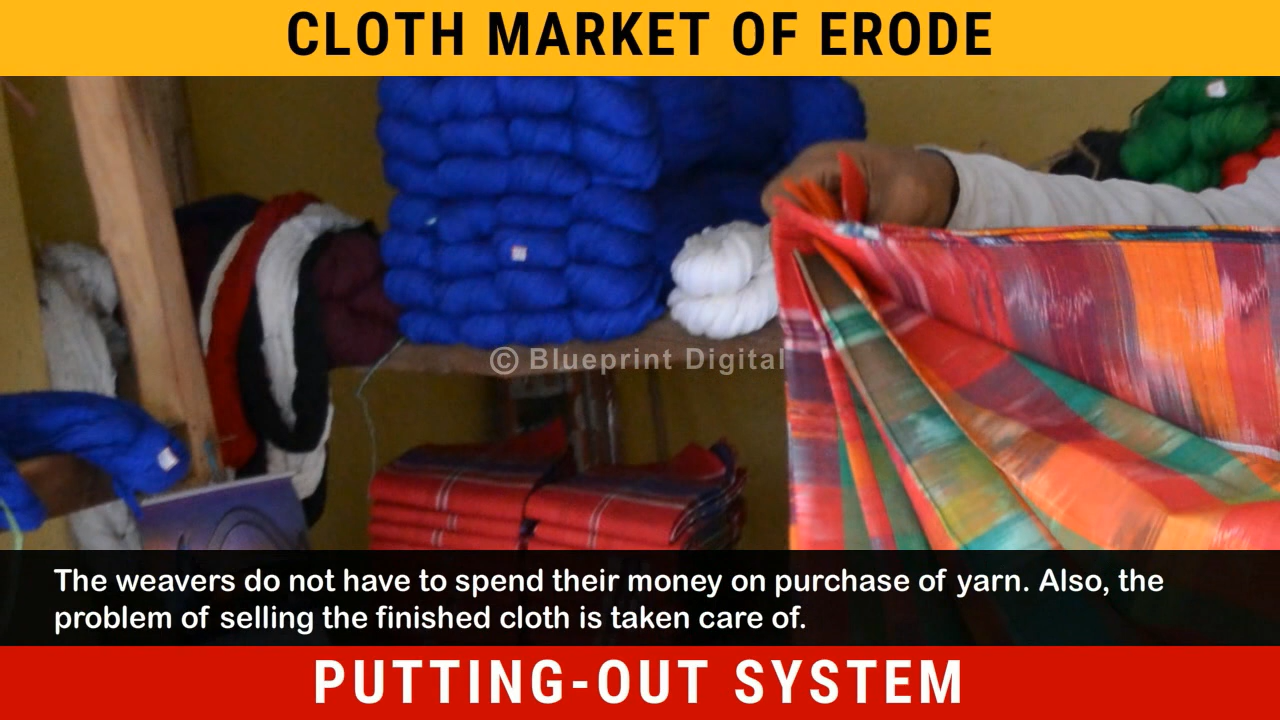 CLOTH MARKET OF ERODE
© Blueprint Digital
The weavers do not have to spend their money on purchase of yarn. Also, the
problem of selling the finished cloth is taken care of.
PUTTING-OUT SYSTEM